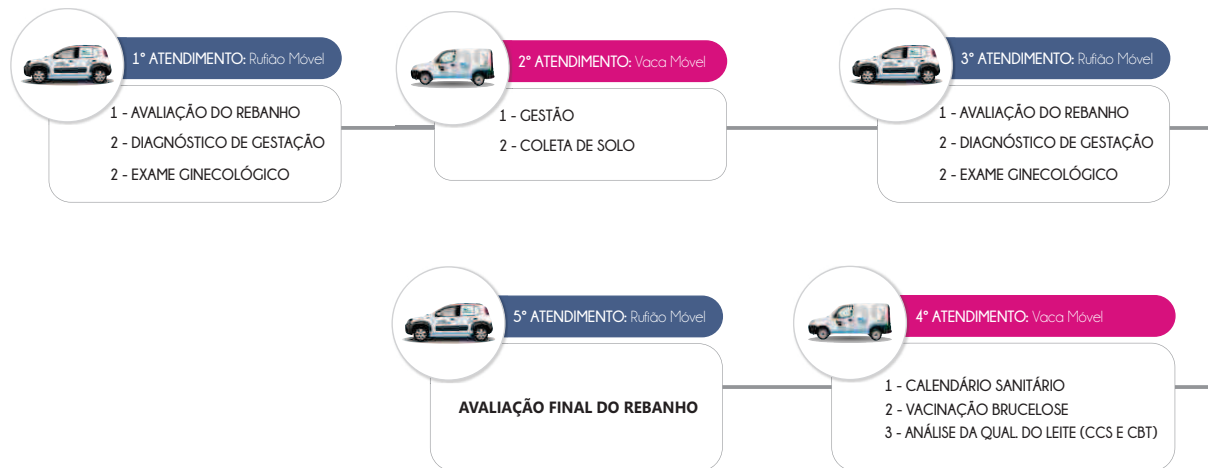 1° ATENDIMENTO: Rufião Móvel
1 - AVALIAÇÃO DO REBANHO
2 - DIAGNÓSTICO DE GESTAÇÃO
2 - EXAME GINECOLÓGICO
2° ATENDIMENTO: Vaca Móvel
1 - GESTÃO
2 - COLETA DE SOLO
3° ATENDIMENTO: Rufião Móvel
1 - AVALIAÇÃO DO REBANHO
2 - DIAGNÓSTICO DE GESTAÇÃO
2 - EXAME GINECOLÓGICO
5° ATENDIMENTO: Rufião Móvel
AVALIAÇÃO FINAL DO REBANHO
4° ATENDIMENTO: Vaca Móvel
1 - CALENDÁRIO SANITÁRIO
2 - VACINAÇÃO BRUCELOSE
3 - ANÁLISE DA QUAL. DO LEITE (CCS E CBT)